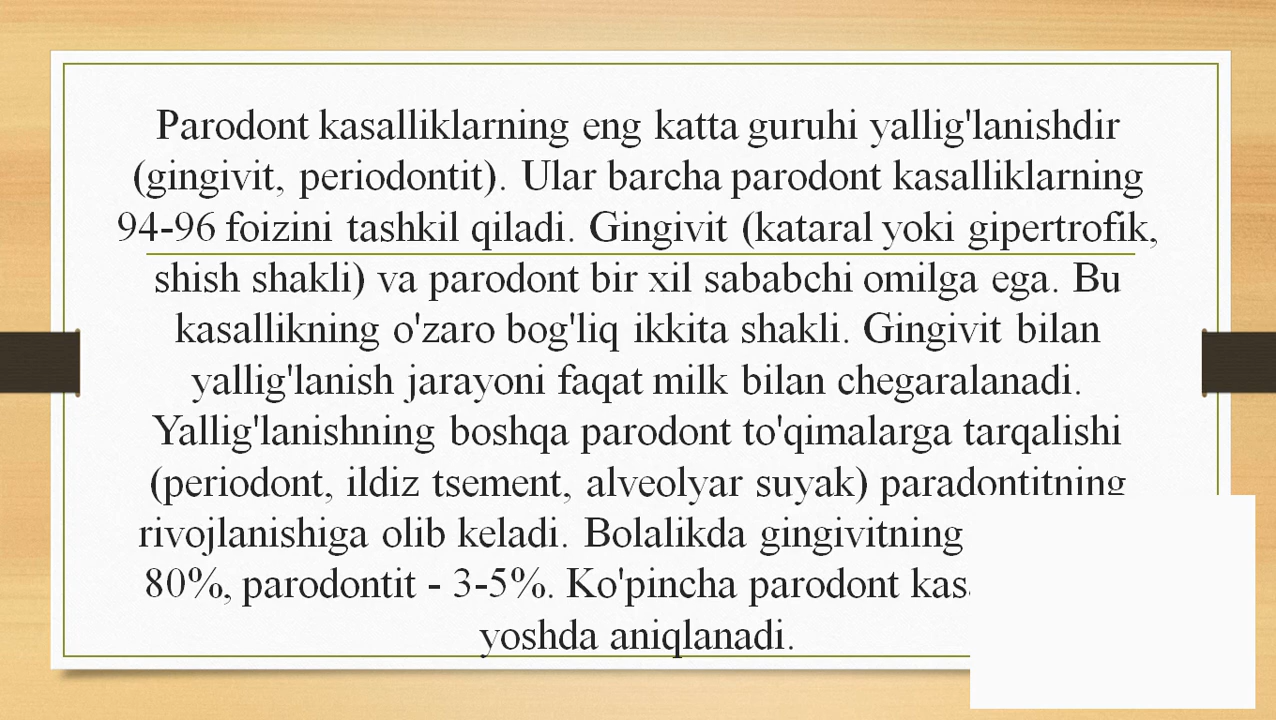 Parodont kasalliklarning eng katta guruhi yallig'lanishdir
(gingivit, periodontit). Ular barcha parodont kasalliklarning
94-96 foizini tashkil qiladi. Gingivit (kataral yoki gipertrofik,
shish shakli) va parodont bir xil sababchi omilga ega. Bu
kasallikning o'zaro bog'liq ikkita shakli. Gingivit bilan
yallig'lanish jarayoni faqat milk bilan chegaralanadi.
Yallig'lanishning boshqa parodont to'qimalarga tarqalishi
(periodont, ildiz tsement, alveolyar suyak) paradontitning
rivojlanishiga olib keladi. Bolalikda gingivitning
80%, parodontit - 3-5%. Ko'pincha parodont
yoshda aniqlanadi.